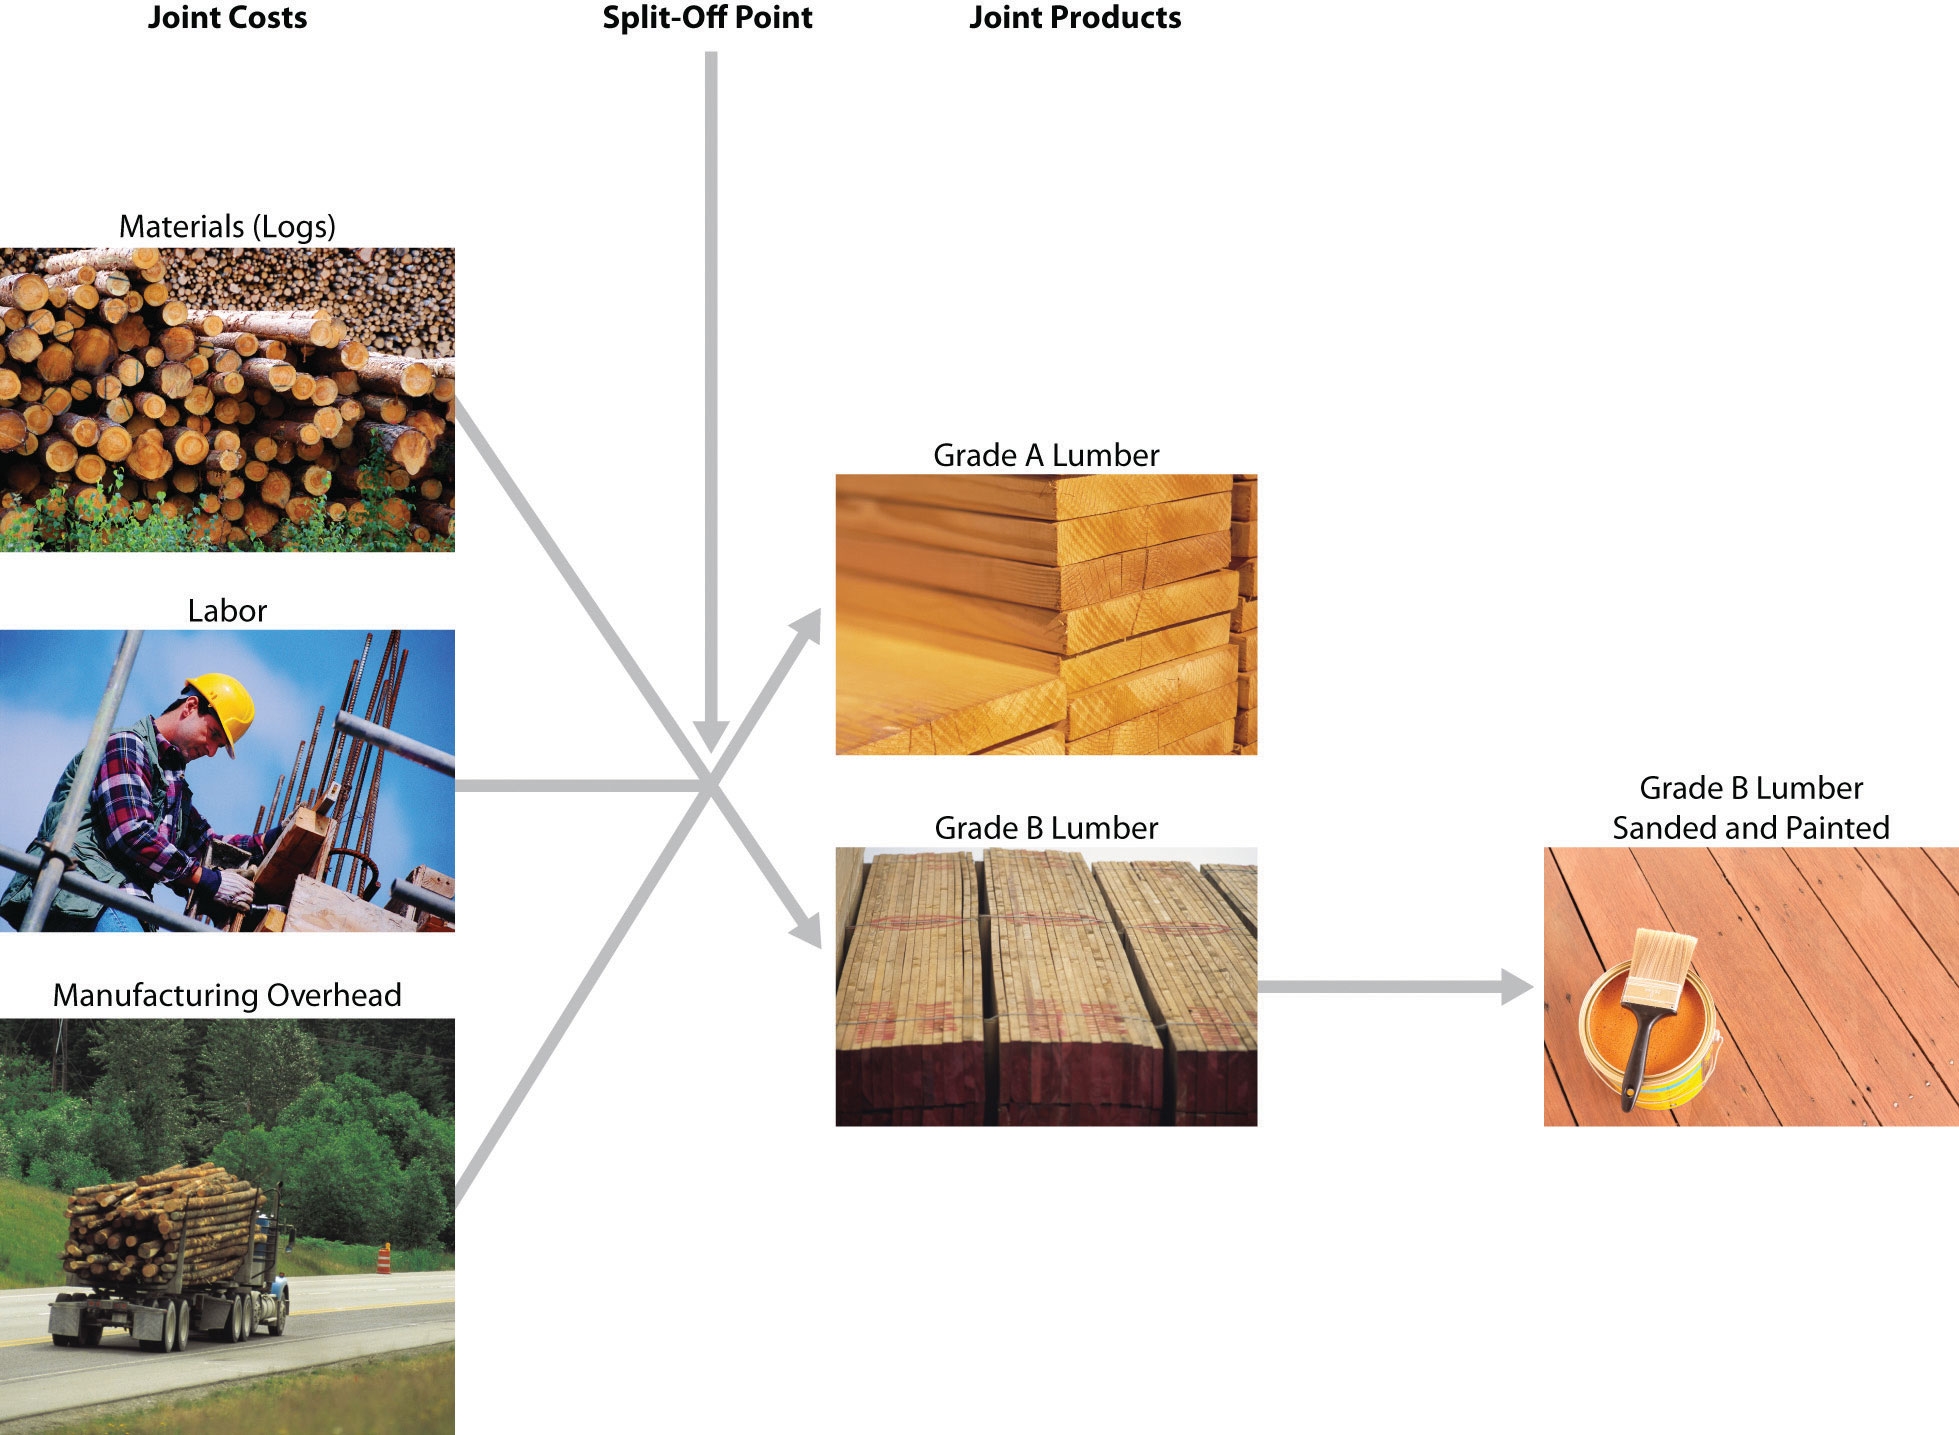 Joint Costs
Split-Off Point
Joint Products
Materials (Logs)
Labor
Manufacturing Overhead
Grade A Lumber
Grade B Lumber
Grade B Lumber
Sanded and Painted